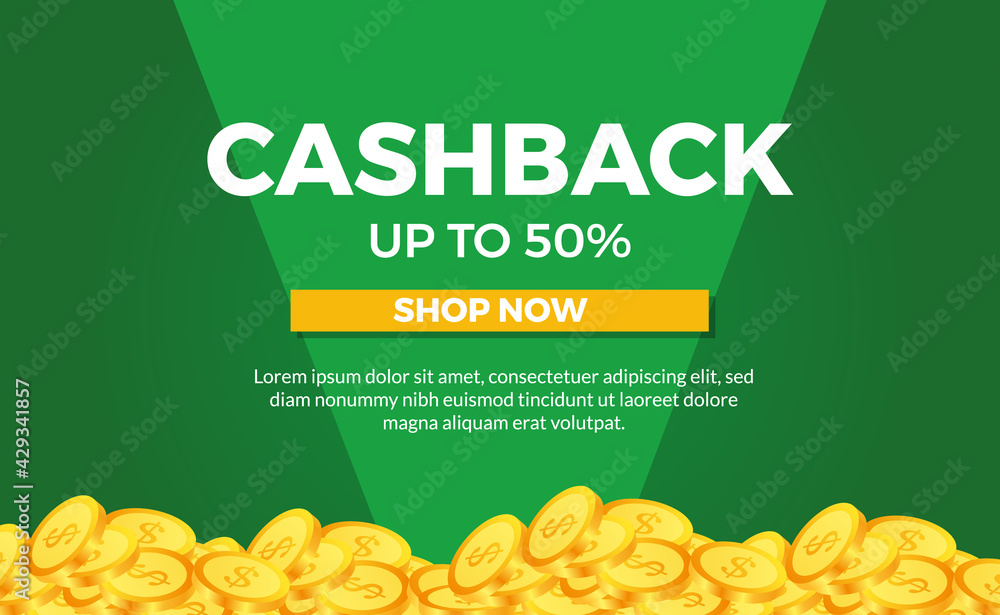 CASHBACK
UP TO 50%
SHOP NOW
Lorem ipsum dolor sit amet, consectetuer adipiscing elit, sed
diam nonummy nibh euismod tincidunt ut laoreet dolore
magna aliquam erat volutpat.
Adobe Stock | #429341857